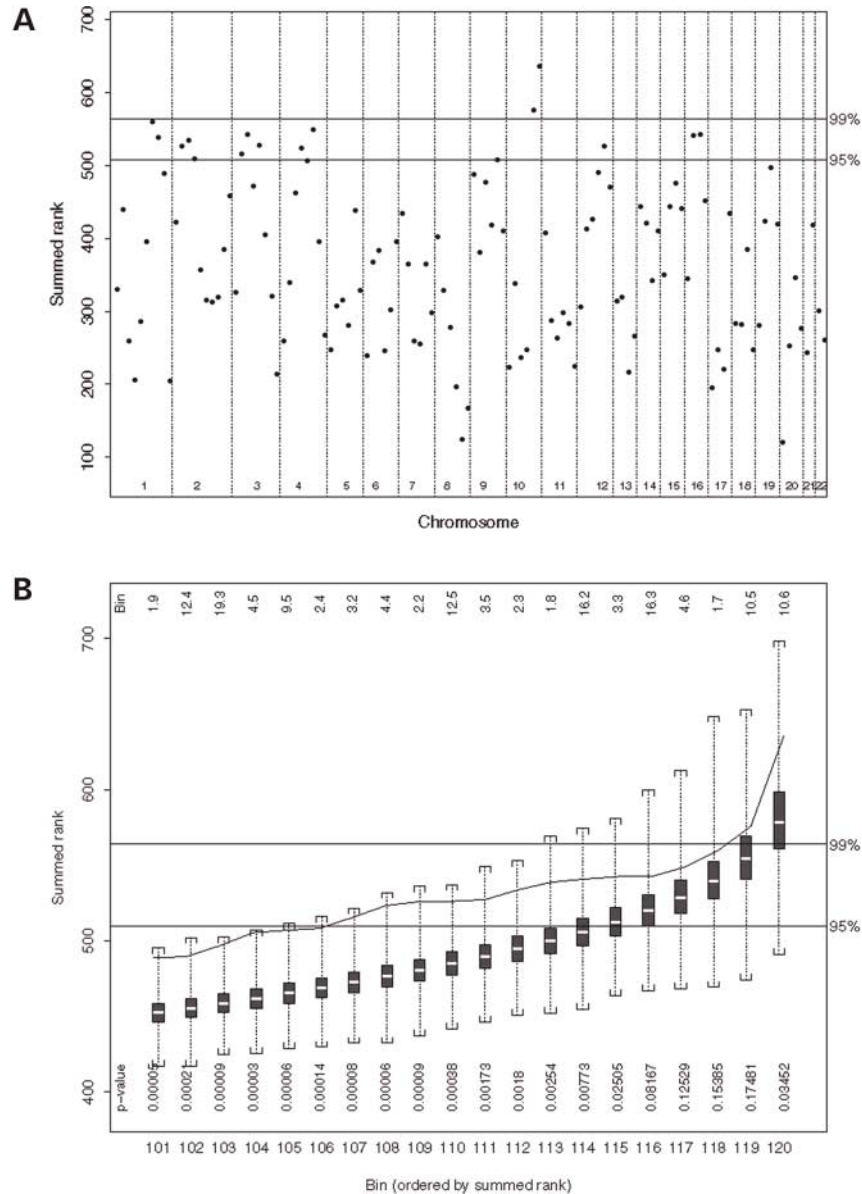 A
700
600
99%
500
95%
Summed rank
400
300
200
100
1 2 3 4 5 6 7 8 9 10 11 12 13 14 15 16 17 18 19 20 21 22
Chromosome
B
Bin 1.9 12.4 19.3 4.5 9.5 2.4 3.2 4.4 2.2 12.5 3.5 2.3 1.8 16.2 3.3 16.3 4.6 1.7 10.5 10.6
700
600
99%
Summed rank
95%
500
400
p-value 0.00005 0.0002 0.00009 0.00003 0.00006 0.00014 0.00008 0.00006 0.00009 0.00038 0.00173 0.0018 0.00254 0.00773 0.02505 0.08167 0.12529 0.15385 0.17481 0.03452
101 102 103 104 105 106 107 108 109 110 111 112 113 114 115 116 117 118 119 120
Bin (ordered by summed rank)